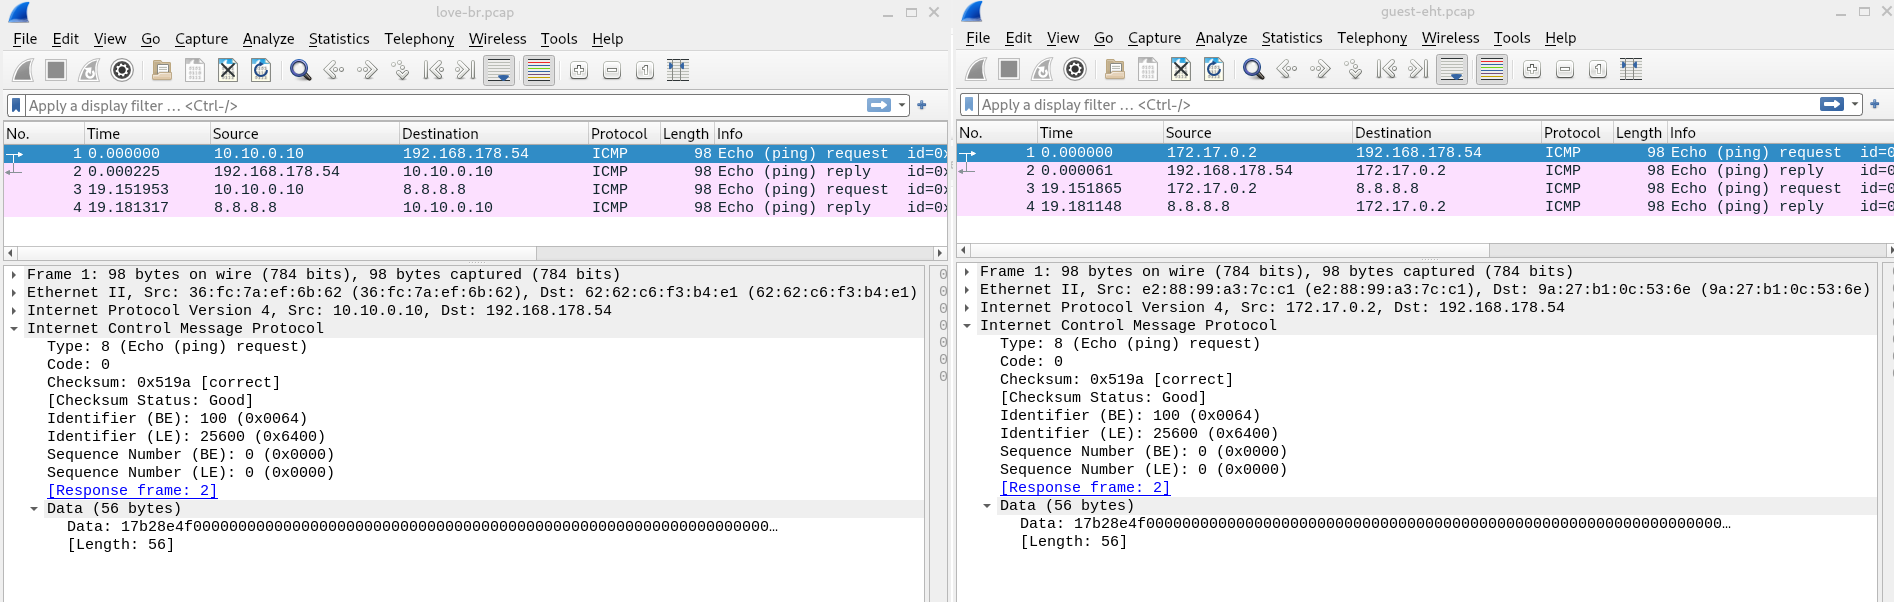 love-br.pcap
File Edit View Go Capture Analyze Statistics Telephony Wireless Tools Help
Apply a display filter … <Ctrl-/>
No. Time Source Destination Protocol Length Info
1 0.000000 10.10.0.10 192.168.178.54 ICMP 98 Echo (ping) request id=0x
2 0.000225 192.168.178.54 10.10.0.10 ICMP 98 Echo (ping) reply id=0x
3 19.151953 10.10.0.10 8.8.8.8 ICMP 98 Echo (ping) request id=0x
4 19.181317 8.8.8.8 10.10.0.10 ICMP 98 Echo (ping) reply id=0x
Frame 1: 98 bytes on wire (784 bits), 98 bytes captured (784 bits)
Ethernet II, Src: 36:fc:7a:ef:6b:62 (36:fc:7a:ef:6b:62), Dst: 62:62:c6:f3:b4:e1 (62:62:c6:f3:b4:e1)
Internet Protocol Version 4, Src: 10.10.0.10, Dst: 192.168.178.54
Internet Control Message Protocol
Type: 8 (Echo (ping) request)
Code: 0
Checksum: 0x519a [correct]
[Checksum Status: Good]
Identifier (BE): 100 (0x0064)
Identifier (LE): 25600 (0x6400)
Sequence Number (BE): 0 (0x0000)
Sequence Number (LE): 0 (0x0000)
[Response frame: 2]
Data (56 bytes)
Data: 17b28e4f0000000000000000000000000000000000000000000000000000000000000000…
[Length: 56]
0
0
0
0
0
0
0
guest-eht.pcap
File Edit View Go Capture Analyze Statistics Telephony Wireless Tools Help
Apply a display filter … <Ctrl-/>
No. Time Source Destination Protocol Length Info
1 0.000000 172.17.0.2 192.168.178.54 ICMP 98 Echo (ping) request id=0
2 0.000061 192.168.178.54 172.17.0.2 ICMP 98 Echo (ping) reply id=0
3 19.151865 172.17.0.2 8.8.8.8 ICMP 98 Echo (ping) request id=0
4 19.181148 8.8.8.8 172.17.0.2 ICMP 98 Echo (ping) reply id=0
Frame 1: 98 bytes on wire (784 bits), 98 bytes captured (784 bits)
Ethernet II, Src: e2:88:99:a3:7c:c1 (e2:88:99:a3:7c:c1), Dst: 9a:27:b1:0c:53:6e (9a:27:b1:0c:53:6e)
Internet Protocol Version 4, Src: 172.17.0.2, Dst: 192.168.178.54
Internet Control Message Protocol
Type: 8 (Echo (ping) request)
Code: 0
Checksum: 0x519a [correct]
[Checksum Status: Good]
Identifier (BE): 100 (0x0064)
Identifier (LE): 25600 (0x6400)
Sequence Number (BE): 0 (0x0000)
Sequence Number (LE): 0 (0x0000)
[Response frame: 2]
Data (56 bytes)
Data: 17b28e4f0000000000000000000000000000000000000000000000000000000000000000…
[Length: 56]